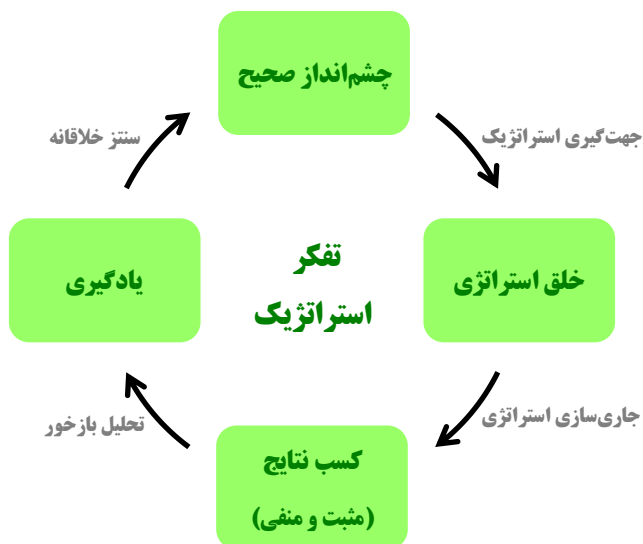 چشم‌انداز صحیح
سنتز خلاقانه
جهت‌گیری استراتژیک
یادگیری
تفکر
استراتژیک
خلق استراتژی
تحلیل بازخور
جاری‌سازی استراتژی
کسب نتایج
(مثبت و منفی)